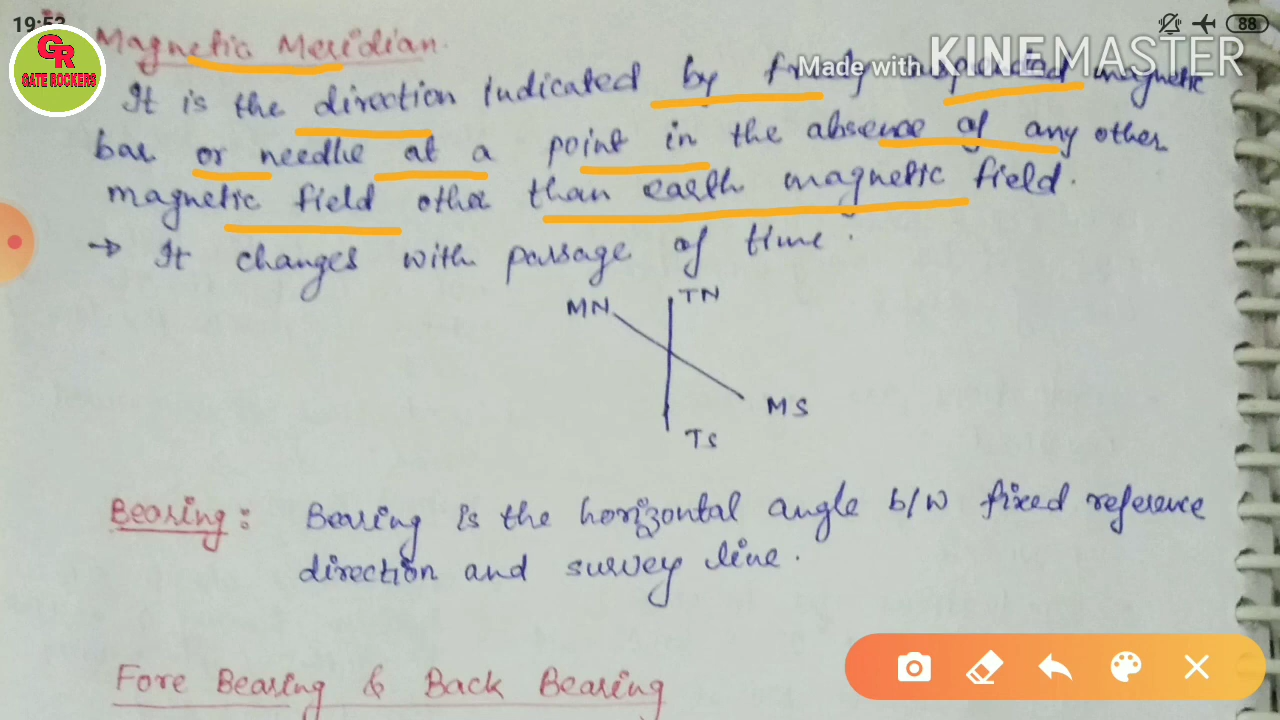 19:53
88
GR
GATE ROCKERS
Made with KINEMASTER
Magnetic Meridian.
It is the direction indicated by magnetic
bar or needle at a point in the absence of any other
magnetic field other than earth magnetic field.
→ It changes with passage of time.
MN
TN
MS
TS
Bearing: Bearing is the horizontal angle b/w fixed reference
direction and survey line.
Fore Bearing & Back Bearing